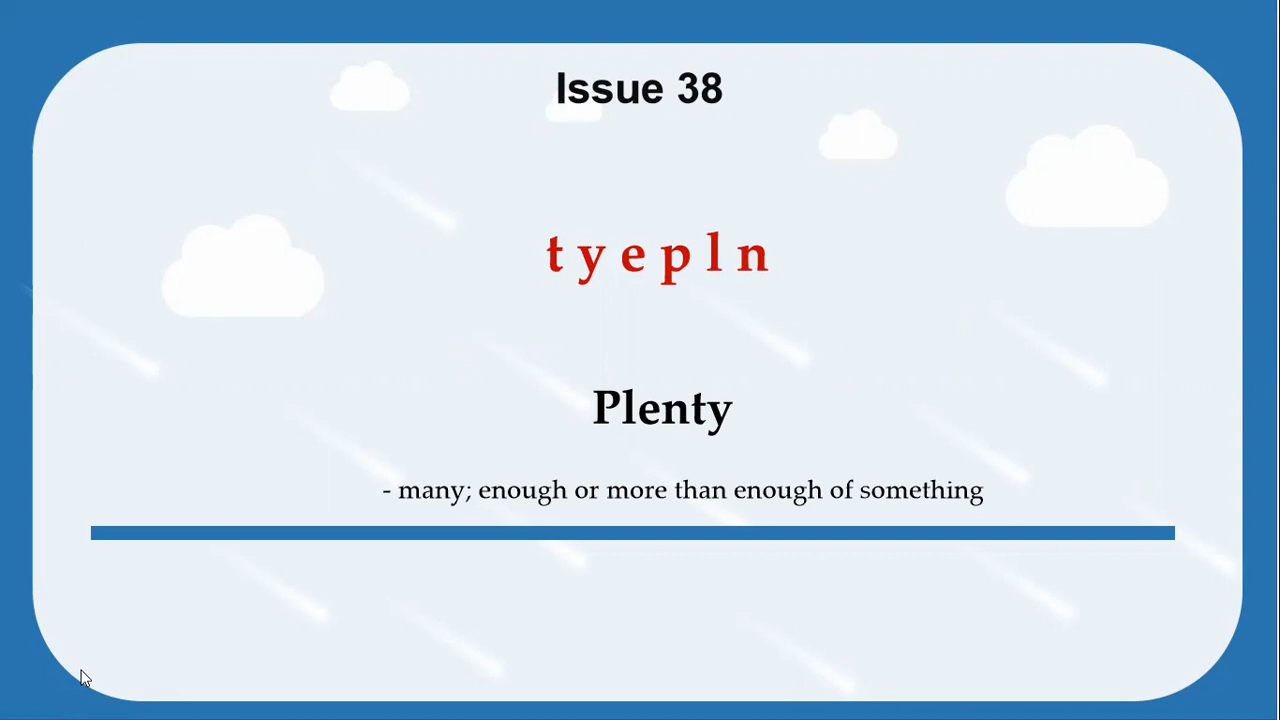 Issue 38
t y e p l n
Plenty
- many; enough or more than enough of something